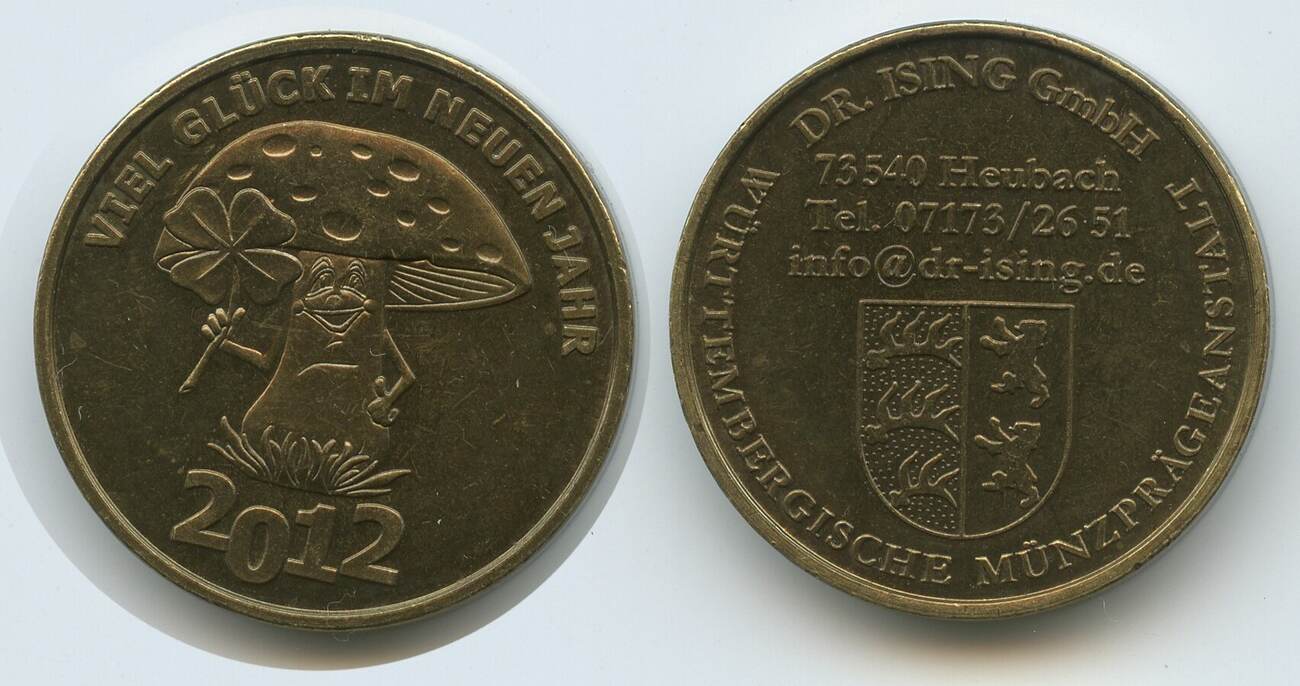 VIEL GLÜCK IM NEUEN JAHR
2012
DR. ISING GmbH
73540 Heubach
Tel. 07173/26 51
info@dr-ising.de
WÜRTTEMBERGISCHE MÜNZPRÄGEANSTALT